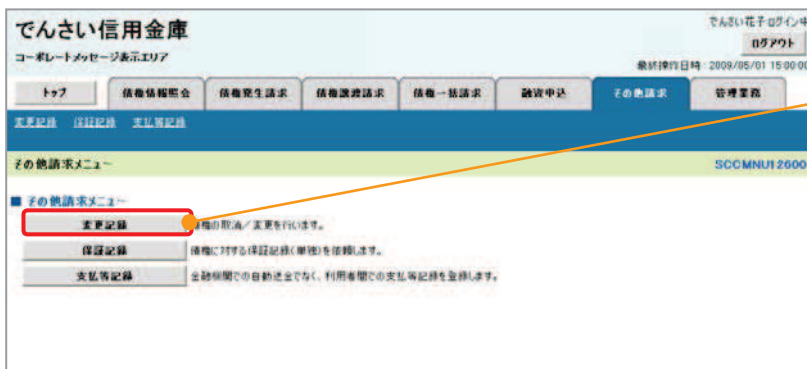 でんさい信用金庫
コーポレートメッセージ表示エリア
でんさい花子 ログイン中
ログアウト
最終操作日時：2009/05/01 15:00:00
トップ
債権情報照会
債権発生請求
債権譲渡請求
債権一括請求
融資申込
その他請求
管理業務
変更記録 保証記録 支払等記録
その他請求メニュー
SCCMNU12600
■ その他請求メニュー
変更記録
債権の取消／変更を行います。
保証記録
債権に対する保証記録(単独)を依頼します。
支払等記録
金融機関での自動送金でなく、利用者間での支払等記録を登録します。